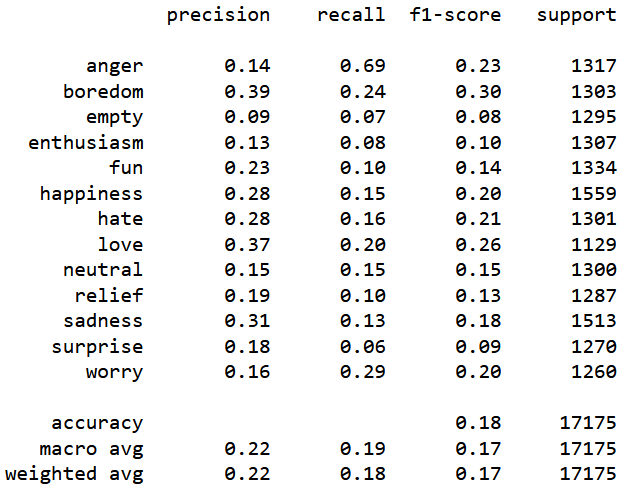 precision recall f1-score support
anger 0.14 0.69 0.23 1317
boredom 0.39 0.24 0.30 1303
empty 0.09 0.07 0.08 1295
enthusiasm 0.13 0.08 0.10 1307
fun 0.23 0.10 0.14 1334
happiness 0.28 0.15 0.20 1559
hate 0.28 0.16 0.21 1301
love 0.37 0.20 0.26 1129
neutral 0.15 0.15 0.15 1300
relief 0.19 0.10 0.13 1287
sadness 0.31 0.13 0.18 1513
surprise 0.18 0.06 0.09 1270
worry 0.16 0.29 0.20 1260
accuracy 0.18 17175
macro avg 0.22 0.19 0.17 17175
weighted avg 0.22 0.18 0.17 17175